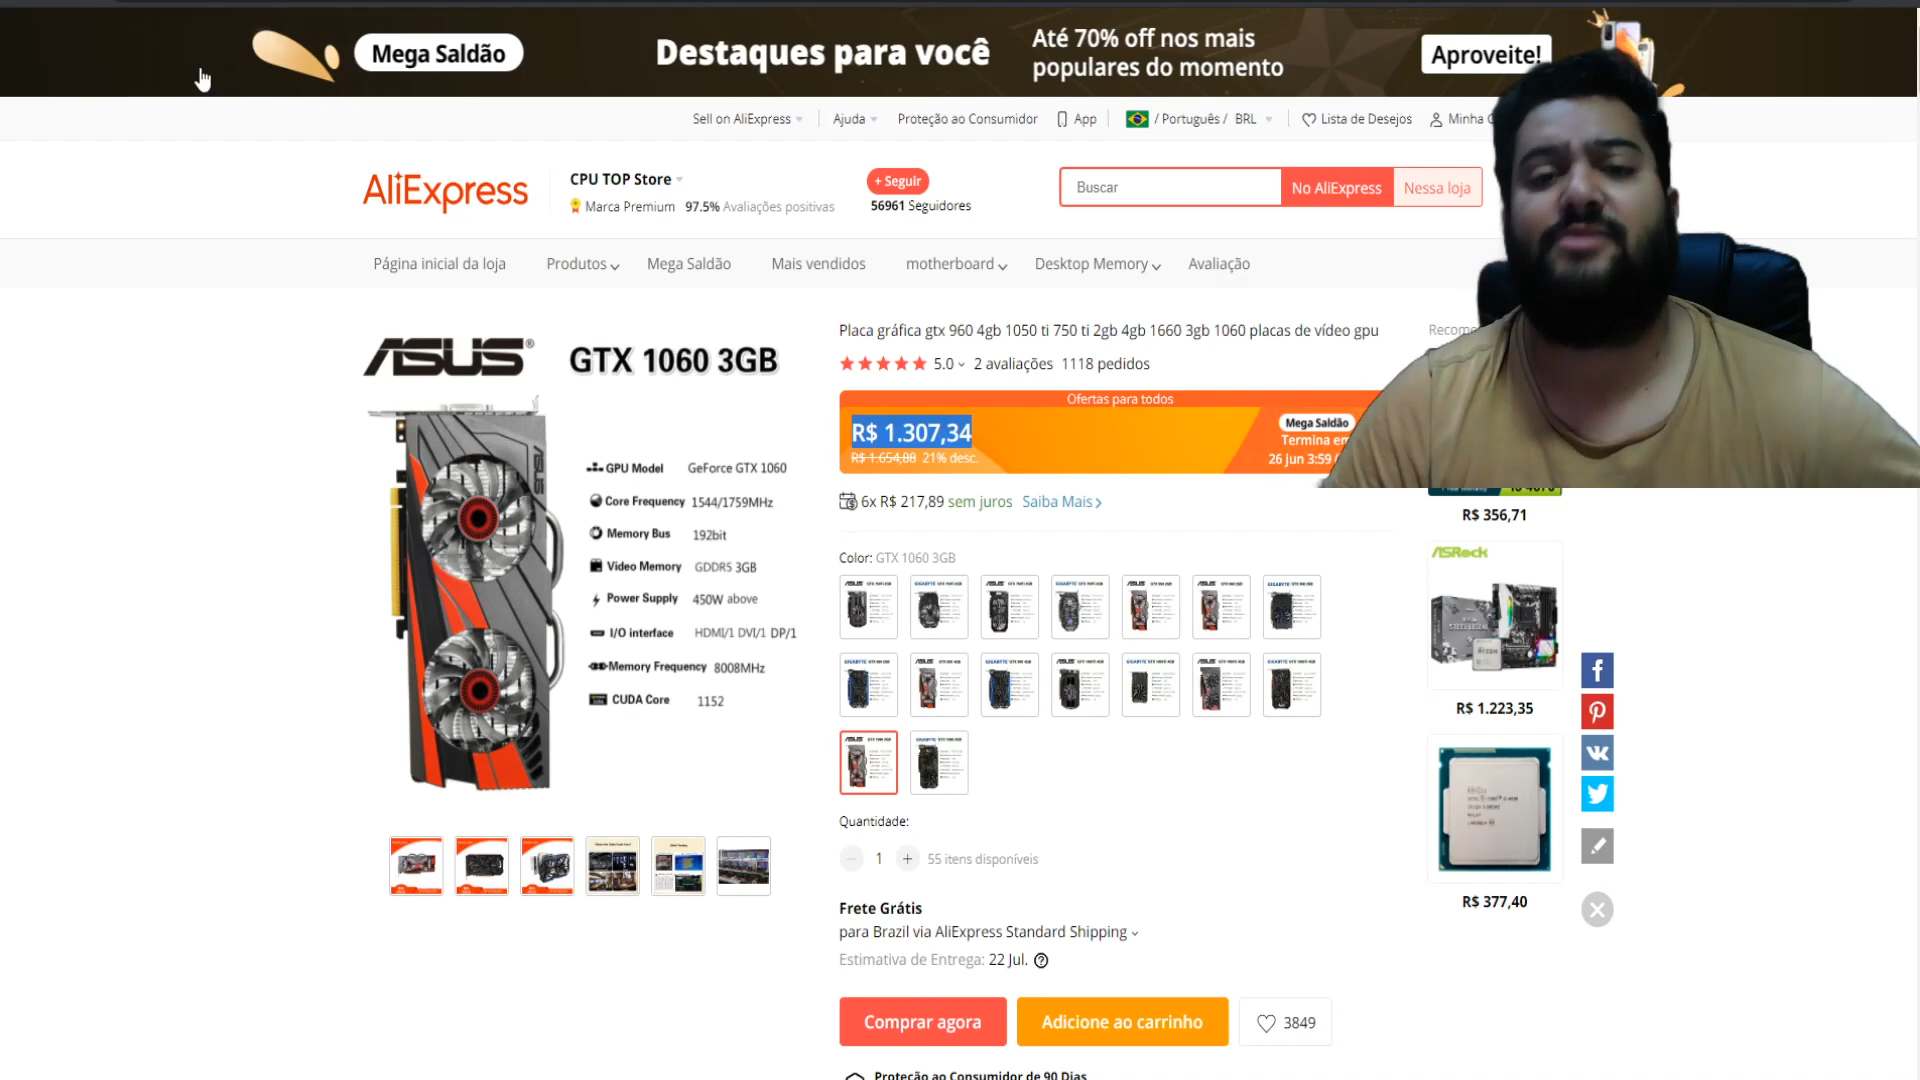 Mega Saldão
Destaques para você
Até 70% off nos mais
populares do momento
Aproveite!
Sell on AliExpress
Ajuda
Proteção ao Consumidor
App
/ Português / BRL
Lista de Desejos
Minha
AliExpress
CPU TOP Store
Marca Premium 97.5% Avaliações positivas
+ Seguir
56961 Seguidores
Buscar
No AliExpress
Nessa loja
Página inicial da loja
Produtos
Mega Saldão
Mais vendidos
motherboard
Desktop Memory
Avaliação
ASUS® GTX 1060 3GB
GPU Model GeForce GTX 1060
Core Frequency 1544/1759MHz
Memory Bus 192bit
Video Memory GDDR5 3GB
Power Supply 450W above
I/O interface HDMI/1 DVI/1 DP/1
Memory Frequency 8008MHz
CUDA Core 1152
Placa gráfica gtx 960 4gb 1050 ti 750 ti 2gb 4gb 1660 3gb 1060 placas de vídeo gpu
5.0 2 avaliações 1118 pedidos
Ofertas para todos
R$ 1.307,34
R$ 1.654,88 21% desc.
Mega Saldão
Termina em
26 jun 3:59
6x R$ 217,89 sem juros Saiba Mais
Color: GTX 1060 3GB
Quantidade:
1
+
55 itens disponíveis
Frete Grátis
para Brazil via AliExpress Standard Shipping
Estimativa de Entrega: 22 Jul.
Comprar agora
Adicione ao carrinho
3849
Proteção ao Consumidor de 90 Dias
R$ 356,71
ASRock
R$ 1.223,35
R$ 377,40